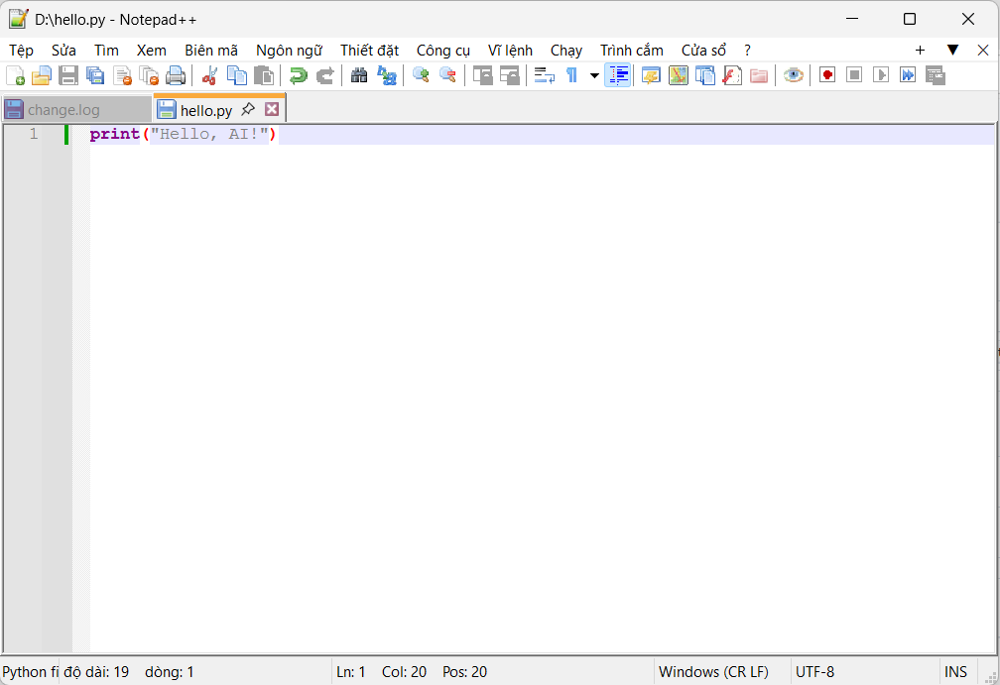 D:\hello.py - Notepad++
Tệp Sửa Tìm Xem Biên mã Ngôn ngữ Thiết đặt Công cụ Vĩ lệnh Chạy Trình cắm Cửa sổ ? + ▼ ×
change.log hello.py
1 print("Hello, AI!")
Python fi độ dài: 19 dòng: 1 Ln: 1 Col: 20 Pos: 20 Windows (CR LF) UTF-8 INS